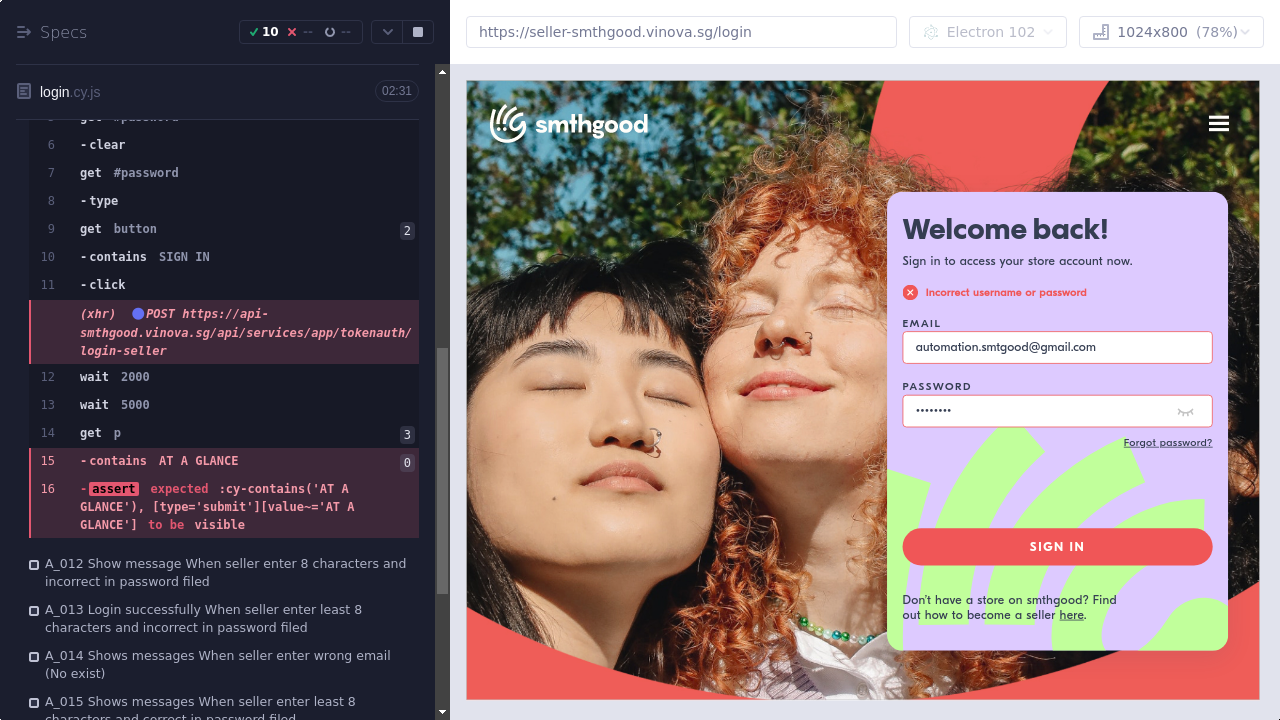 Specs
10 -- --
https://seller-smthgood.vinova.sg/login
Electron 102
1024x800 (78%)
login.cy.js
02:31
get #password
6 -clear
7 get #password
8 -type
9 get button 2
10 -contains SIGN IN
11 -click
(xhr) POST https://api-
smthgood.vinova.sg/api/services/app/tokenauth/
login-seller
12 wait 2000
13 wait 5000
14 get p 3
15 -contains AT A GLANCE 0
16 -assert expected :cy-contains('AT A
GLANCE'), [type='submit'][value~='AT A
GLANCE'] to be visible
A_012 Show message When seller enter 8 characters and
incorrect in password filed
A_013 Login successfully When seller enter least 8
characters and incorrect in password filed
A_014 Shows messages When seller enter wrong email
(No exist)
A_015 Shows messages When seller enter least 8
characters and correct in password filed
smthgood
Welcome back!
Sign in to access your store account now.
Incorrect username or password
EMAIL
automation.smtgood@gmail.com
PASSWORD
••••••••
Forgot password?
SIGN IN
Don't have a store on smthgood? Find
out how to become a seller here.